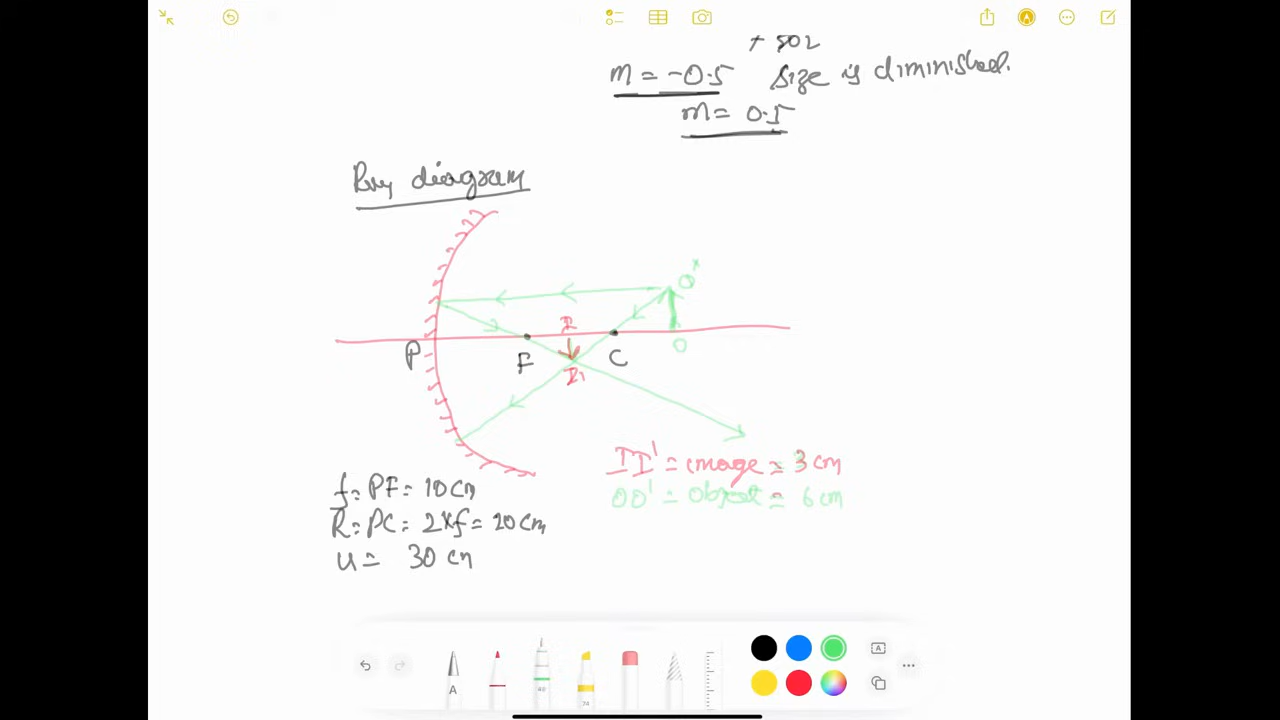 m = -0.5 size is diminished.
m = 0.5
Ray diagram
O'
I
P F C O
I'
II' = image = 3 cm
OO' = object = 6 cm
f = PF = 10 cm
R = PC = 2xf = 20 cm
u = 30 cm
A
A